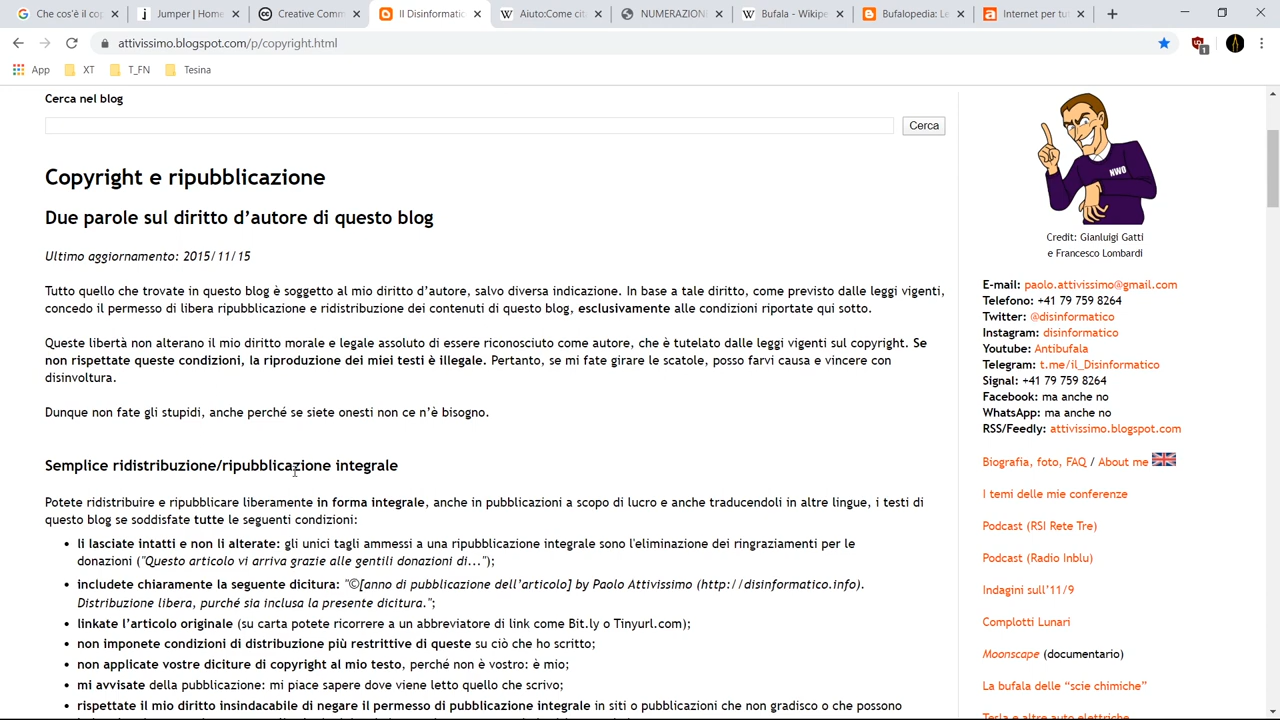 Che cos'è il cop
Jumper | Home
Creative Comm
Il Disinformatic
Aiuto:Come cit
NUMERAZIONI
Bufala - Wikipe
Bufalopedia: Le
Internet per tut
attivissimo.blogspot.com/p/copyright.html
1
App
XT
T_FN
Tesina
Cerca nel blog
Cerca
Copyright e ripubblicazione
Due parole sul diritto d'autore di questo blog
Ultimo aggiornamento: 2015/11/15
Tutto quello che trovate in questo blog è soggetto al mio diritto d'autore, salvo diversa indicazione. In base a tale diritto, come previsto dalle leggi vigenti,
concedo il permesso di libera ripubblicazione e ridistribuzione dei contenuti di questo blog, esclusivamente alle condizioni riportate qui sotto.
Queste libertà non alterano il mio diritto morale e legale assoluto di essere riconosciuto come autore, che è tutelato dalle leggi vigenti sul copyright. Se
non rispettate queste condizioni, la riproduzione dei testi è illegale. Pertanto, se mi fate girare le scatole, posso farvi causa e vincere con
disinvoltura.
Dunque non fate gli stupidi, anche perché se siete onesti non ce n'è bisogno.
Semplice ridistribuzione/ripubblicazione integrale
Potete ridistribuire e ripubblicare liberamente in forma integrale, anche in pubblicazioni a scopo di lucro e anche traducendoli in altre lingue, i testi di
questo blog se soddisfate tutte le seguenti condizioni:
• li lasciate intatti e non li alterate: gli unici tagli ammessi a una ripubblicazione integrale sono l'eliminazione dei ringraziamenti per le
donazioni ("Questo articolo vi arriva grazie alle gentili donazioni di...");
• includete chiaramente la seguente dicitura: "©[anno di pubblicazione dell'articolo] by Paolo Attivissimo (http://disinformatico.info).
Distribuzione libera, purché sia inclusa la presente dicitura.";
• linkate l'articolo originale (su carta potete ricorrere a un abbreviatore di link come Bit.ly o Tinyurl.com);
• non imponete condizioni di distribuzione più restrittive di queste su ciò che ho scritto;
• non applicate vostre diciture di copyright al mio testo, perché non è vostro: è mio;
• mi avvisate della pubblicazione: mi piace sapere dove viene letto quello che scrivo;
• rispettate il mio diritto insindacabile di negare il permesso di pubblicazione integrale in siti o pubblicazioni che non gradisco o che possono
NWO
Credit: Gianluigi Gatti
e Francesco Lombardi
E-mail: paolo.attivissimo@gmail.com
Telefono: +41 79 759 8264
Twitter: @disinformatico
Instagram: disinformatico
Youtube: Antibufala
Telegram: t.me/il_Disinformatico
Signal: +41 79 759 8264
Facebook: ma anche no
WhatsApp: ma anche no
RSS/Feedly: attivissimo.blogspot.com
Biografia, foto, FAQ / About me
I temi delle mie conferenze
Podcast (RSI Rete Tre)
Podcast (Radio Inblu)
Indagini sull'11/9
Complotti Lunari
Moonscape (documentario)
La bufala delle “scie chimiche”
Tesla e altre auto elettriche